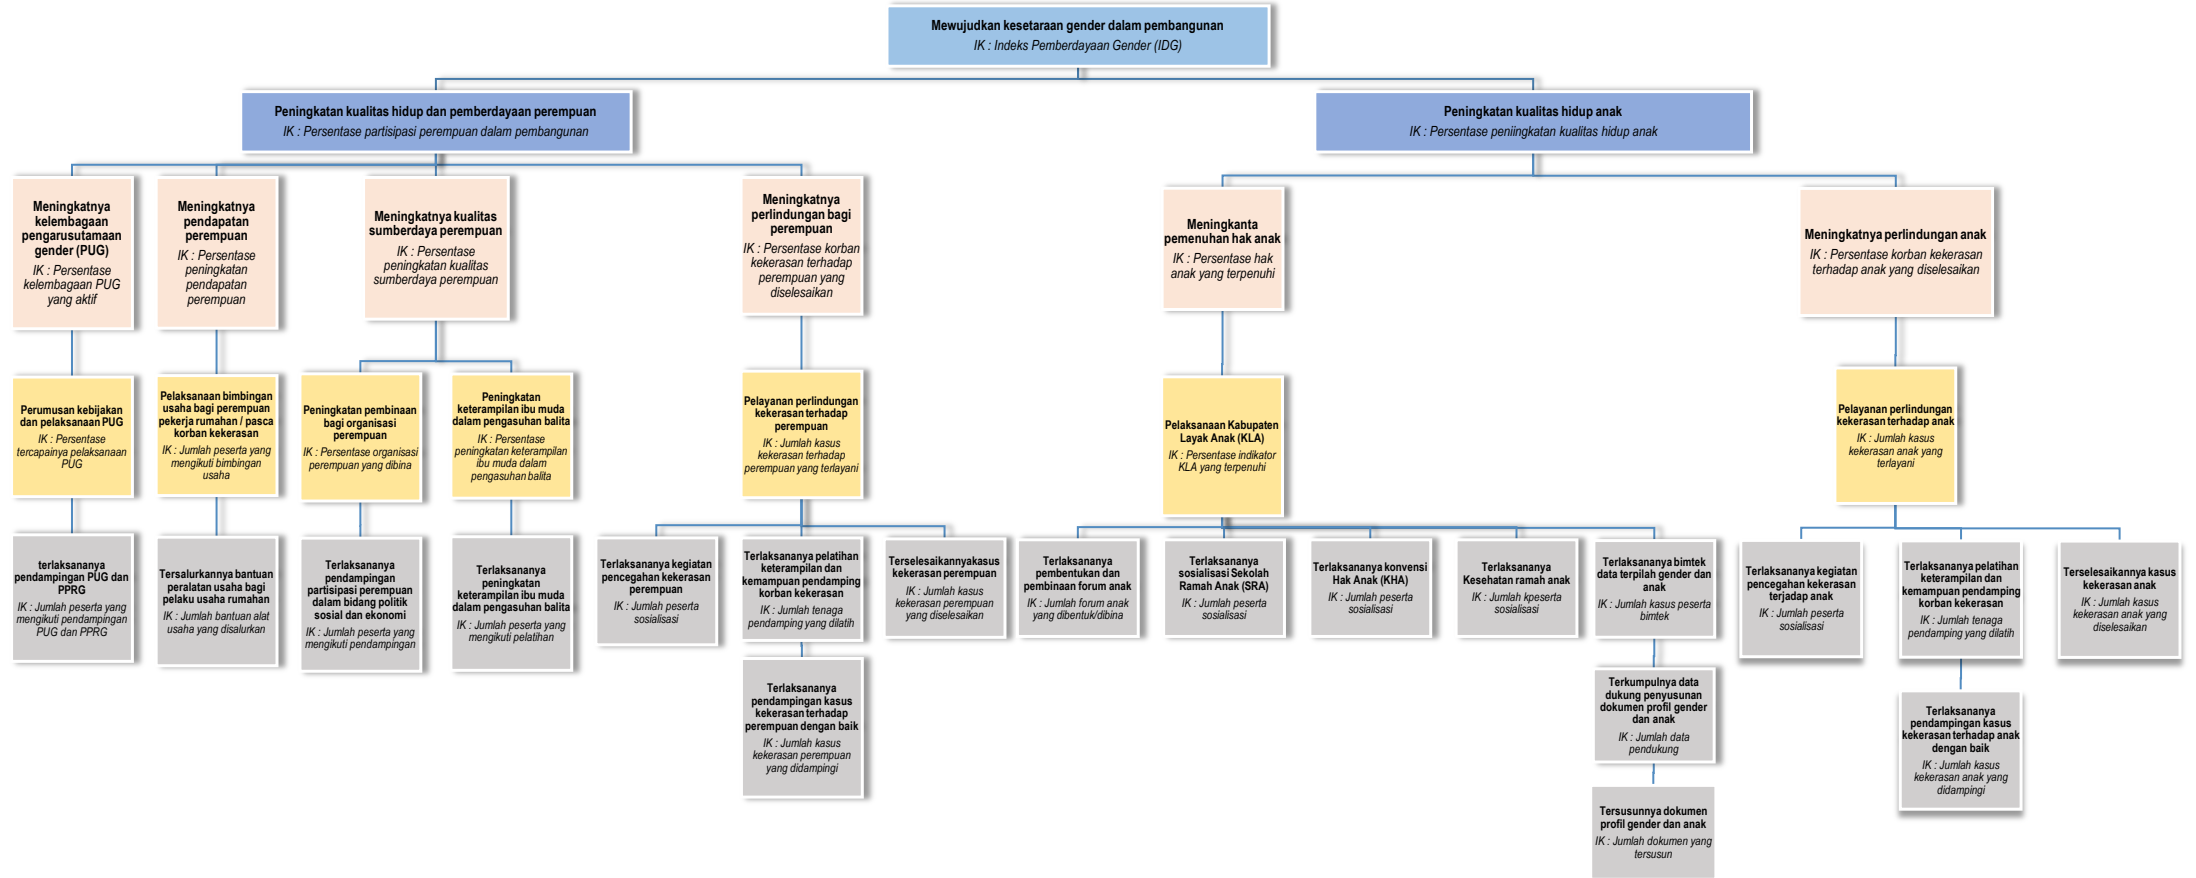 Mewujudkan kesetaraan gender dalam pembangunan
IK : Indeks Pemberdayaan Gender (IDG)
Peningkatan kualitas hidup dan pemberdayaan perempuan
IK : Persentase partisipasi perempuan dalam pembangunan
Peningkatan kualitas hidup anak
IK : Persentase peniingkatan kualitas hidup anak
Meningkatnya
kelembagaan
pengarusutamaan
gender (PUG)
IK : Persentase
kelembagaan PUG
yang aktif
Meningkatnya
pendapatan
perempuan
IK : Persentase
peningkatan
pendapatan
perempuan
Meningkatnya kualitas
sumberdaya perempuan
IK : Persentase
peningkatan kualitas
sumberdaya perempuan
Meningkatnya
perlindungan bagi
perempuan
IK : Persentase korban
kekerasan terhadap
perempuan yang
diselesaikan
Meningkanta
pemenuhan hak anak
IK : Persentase hak
anak yang terpenuhi
Meningkatnya perlindungan anak
IK : Persentase korban kekerasan
terhadap anak yang diselesaikan
Perumusan kebijakan
dan pelaksanaan PUG
IK : Persentase
tercapainya pelaksanaan
PUG
Pelaksanaan bimbingan
usaha bagi perempuan
pekerja rumahan / pasca
korban kekerasan
IK : Jumlah peserta yang
mengikuti bimbingan
usaha
Peningkatan pembinaan
bagi organisasi
perempuan
IK : Persentase organisasi
perempuan yang dibina
Peningkatan
keterampilan ibu muda
dalam pengasuhan balita
IK : Persentase
peningkatan keterampilan
ibu muda dalam
pengasuhan balita
Pelayanan perlindungan
kekerasan terhadap
perempuan
IK : Jumlah kasus
kekerasan terhadap
perempuan yang terlayani
Pelaksanaan Kabupaten
Layak Anak (KLA)
IK : Persentase indikator
KLA yang terpenuhi
Pelayanan perlindungan
kekerasan terhadap anak
IK : Jumlah kasus
kekerasan anak yang
terlayani
terlaksananya
pendampingan PUG dan
PPRG
IK : Jumlah peserta yang
mengikuti pendampingan
PUG dan PPRG
Tersalurkannya bantuan
peralatan usaha bagi
pelaku usaha rumahan
IK : Jumlah bantuan alat
usaha yang disalurkan
Terlaksananya
pendampingan
partisipasi perempuan
dalam bidang politik
sosial dan ekonomi
IK : Jumlah peserta yang
mengikuti pendampingan
Terlaksananya
peningkatan
keterampilan ibu muda
dalam pengasuhan balita
IK : Jumlah peserta yang
mengikuti pelatihan
Terlaksananya kegiatan
pencegahan kekerasan
perempuan
IK : Jumlah peserta
sosialisasi
Terlaksananya pelatihan
keterampilan dan
kemampuan pendamping
korban kekerasan
IK : Jumlah tenaga
pendamping yang dilatih
Terselesaikannyakasus
kekerasan perempuan
IK : Jumlah kasus
kekerasan perempuan
yang diselesaikan
Terlaksananya
pembentukan dan
pembinaan forum anak
IK : Jumlah forum anak
yang dibentuk/dibina
Terlaksananya
sosialisasi Sekolah
Ramah Anak (SRA)
IK : Jumlah peserta
sosialisasi
Terlaksananya konvensi
Hak Anak (KHA)
IK : Jumlah peserta
sosialisasi
Terlaksananya
Kesehatan ramah anak
IK : Jumlah kpeserta
sosialisasi
Terlaksananya bimtek
data terpilah gender dan
anak
IK : Jumlah kasus peserta
bimtek
Terlaksananya kegiatan
pencegahan kekerasan
terjadap anak
IK : Jumlah peserta
sosialisasi
Terlaksananya pelatihan
keterampilan dan
kemampuan pendamping
korban kekerasan
IK : Jumlah tenaga
pendamping yang dilatih
Terselesaikannya kasus
kekerasan anak
IK : Jumlah kasus
kekerasan anak yang
diselesaikan
Terlaksananya
pendampingan kasus
kekerasan terhadap
perempuan dengan baik
IK : Jumlah kasus
kekerasan perempuan
yang didampingi
Terkumpulnya data
dukung penyusunan
dokumen profil gender
dan anak
IK : Jumlah data
pendukung
Terlaksananya
pendampingan kasus
kekerasan terhadap anak
dengan baik
IK : Jumlah kasus
kekerasan anak yang
didampingi
Tersusunnya dokumen
profil gender dan anak
IK : Jumlah dokumen yang
tersusun